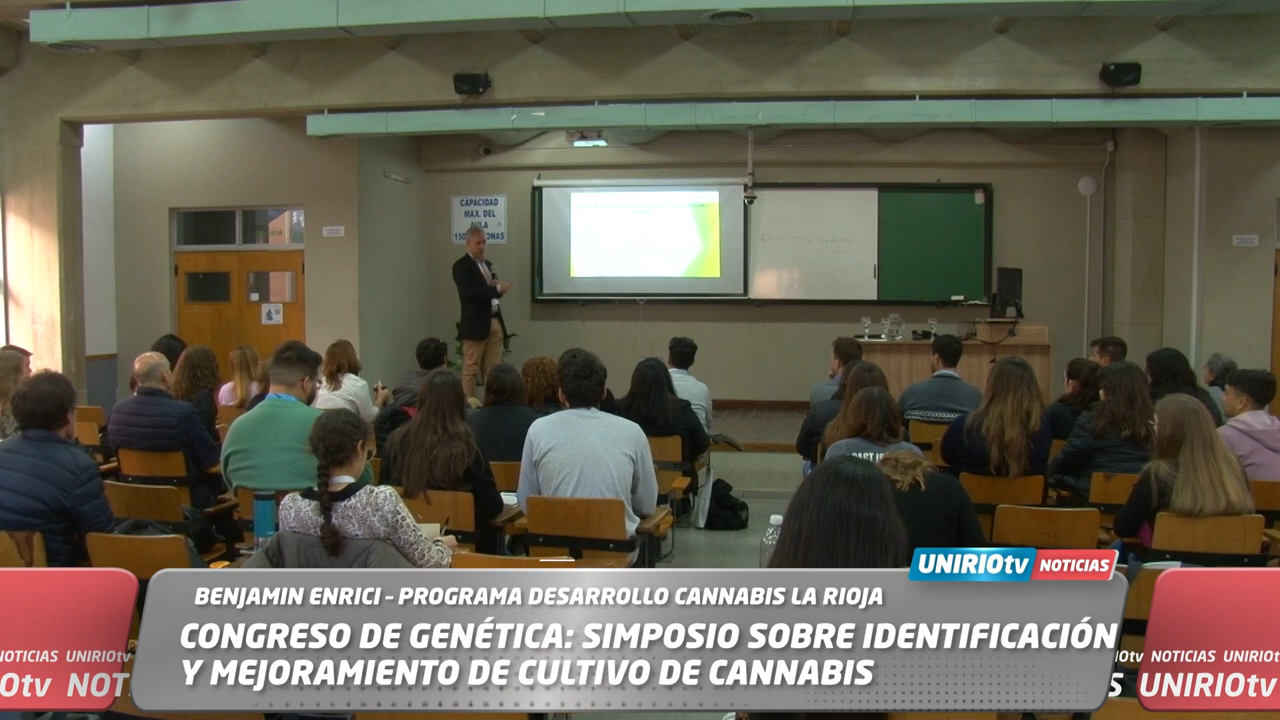 CAPACIDAD
MAX. DEL
AULA
UNIRIOtv NOTICIAS
BENJAMIN ENRICI - PROGRAMA DESARROLLO CANNABIS LA RIOJA
CONGRESO DE GENÉTICA: SIMPOSIO SOBRE IDENTIFICACIÓN
Y MEJORAMIENTO DE CULTIVO DE CANNABIS
NOTICIAS UNIRIOtv
NOTICIAS UNIRIO
UNIRIOtv